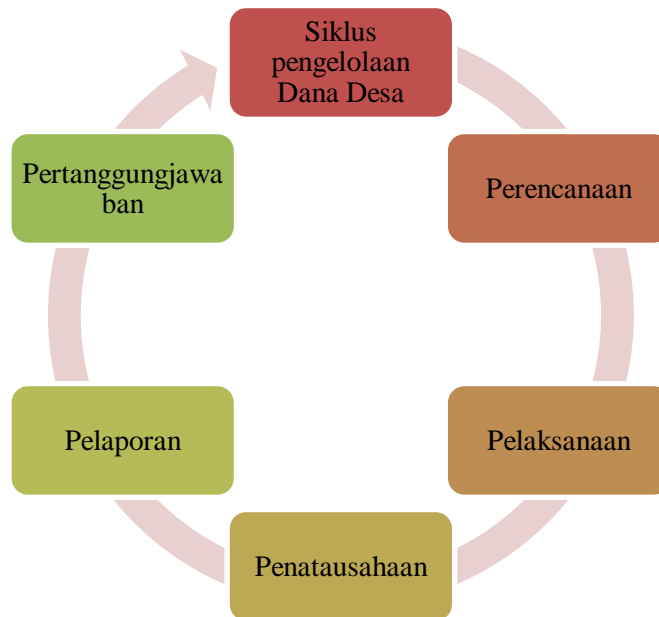 Siklus
pengelolaan
Dana Desa
Perencanaan
Pelaksanaan
Penatausahaan
Pelaporan
Pertanggungjawa
ban